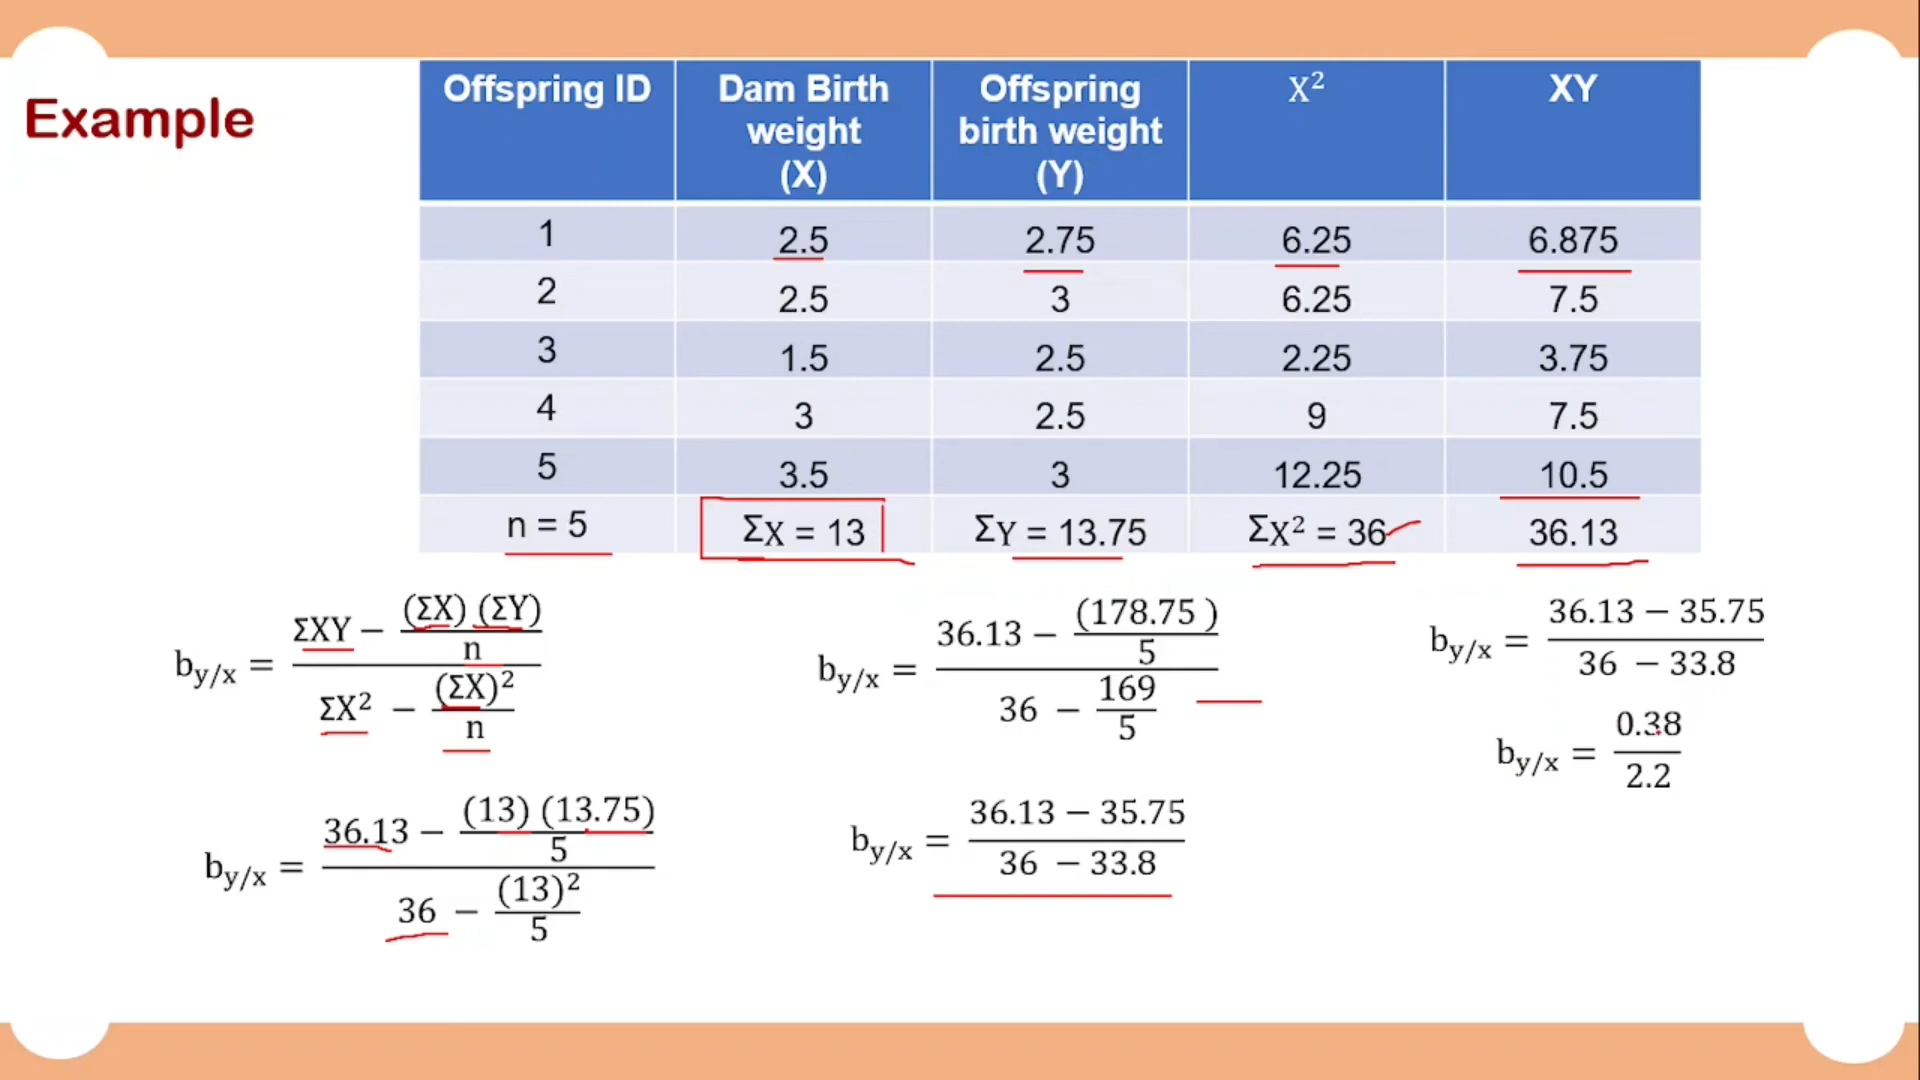 Example
Offspring ID | Dam Birth weight (X) | Offspring birth weight (Y) | X² | XY
1 | 2.5 | 2.75 | 6.25 | 6.875
2 | 2.5 | 3 | 6.25 | 7.5
3 | 1.5 | 2.5 | 2.25 | 3.75
4 | 3 | 2.5 | 9 | 7.5
5 | 3.5 | 3 | 12.25 | 10.5
n = 5 | ΣX = 13 | ΣY = 13.75 | ΣX² = 36 | 36.13
b_y/x = (ΣXY − (ΣX) (ΣY) / n) / (ΣX² − (ΣX)² / n)
b_y/x = (36.13 − (13) (13.75) / 5) / (36 − (13)² / 5)
b_y/x = (36.13 − (178.75 ) / 5) / (36 − 169 / 5)
b_y/x = (36.13 − 35.75) / (36 − 33.8)
b_y/x = (36.13 − 35.75) / (36 − 33.8)
b_y/x = 0.38 / 2.2